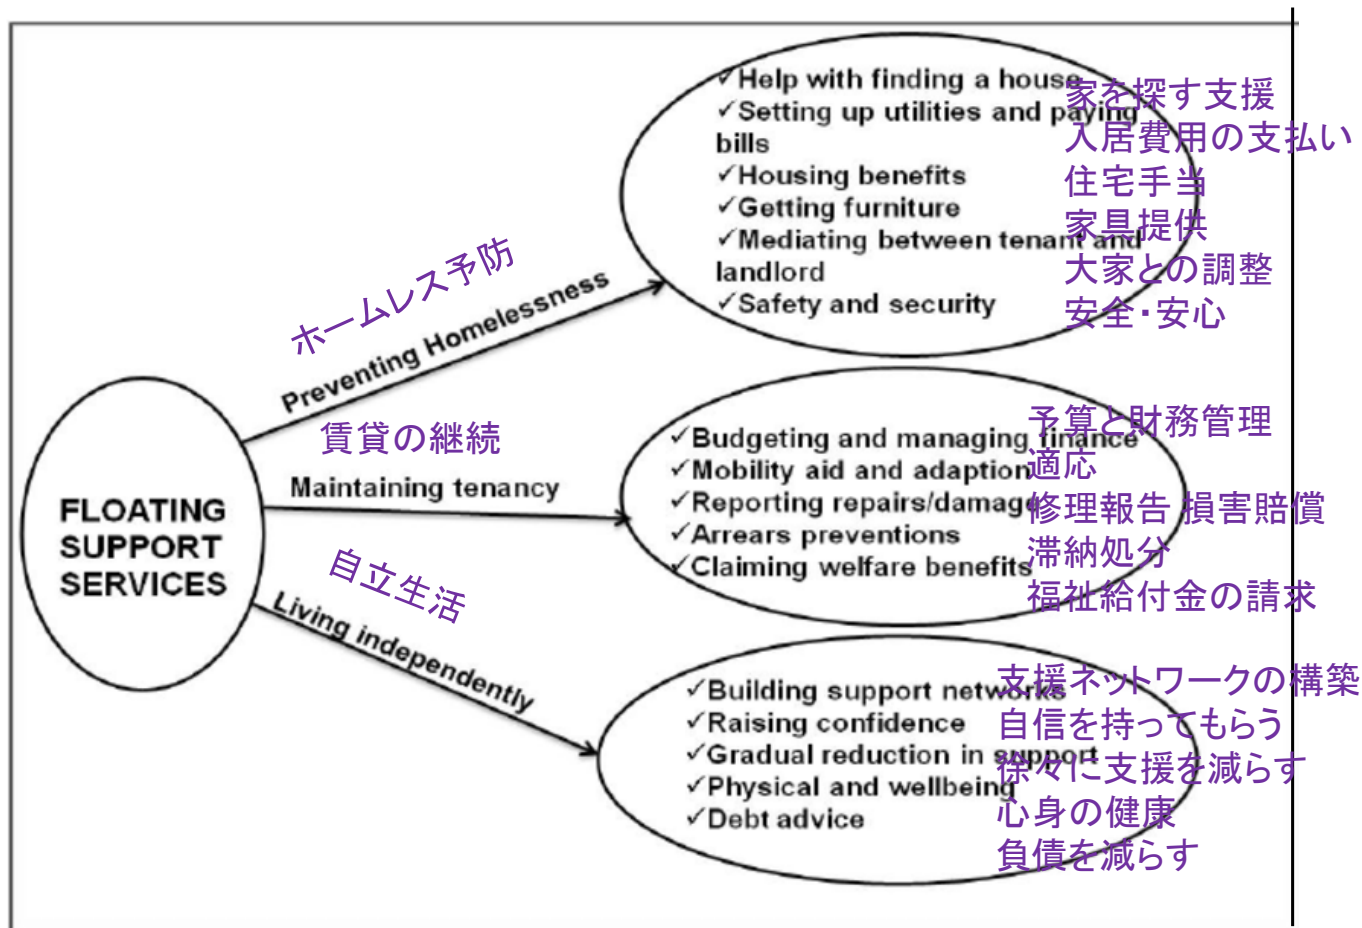 FLOATING
SUPPORT
SERVICES
ホームレス予防
Preventing Homelessness
✓Help with finding a house
✓Setting up utilities and paying
bills
✓Housing benefits
✓Getting furniture
✓Mediating between tenant and
landlord
✓Safety and security
家を探す支援
入居費用の支払い
住宅手当
家具提供
大家との調整
安全・安心
賃貸の継続
Maintaining tenancy
✓Budgeting and managing finance
✓Mobility aid and adaption
✓Reporting repairs/damage
✓Arrears preventions
✓Claiming welfare benefits
予算と財務管理
適応
修理報告 損害賠償
滞納処分
福祉給付金の請求
自立生活
Living independently
✓Building support networks
✓Raising confidence
✓Gradual reduction in support
✓Physical and wellbeing
✓Debt advice
支援ネットワークの構築
自信を持ってもらう
徐々に支援を減らす
心身の健康
負債を減らす